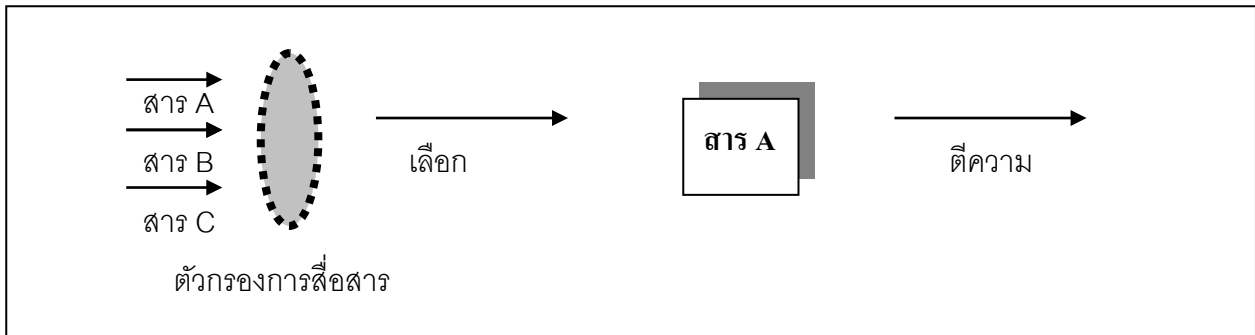 สาร A
สาร B
สาร C
ตัวกรองการสื่อสาร
เลือก
สาร A
ตีความ